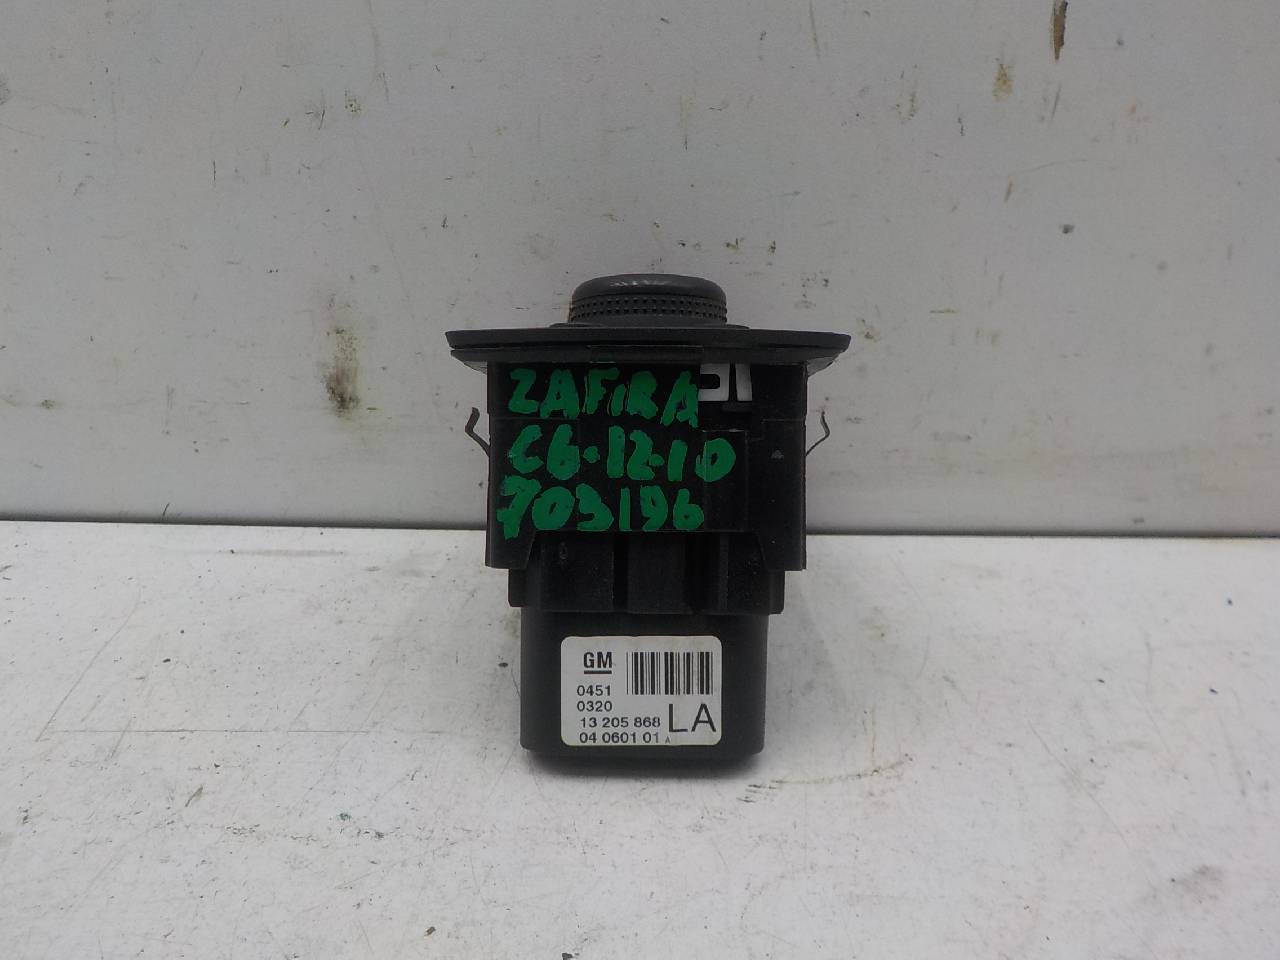 ZAFIRA
C6-12-10
703196
GM
0451
0320
13 205 868
LA
04 0601 01 A